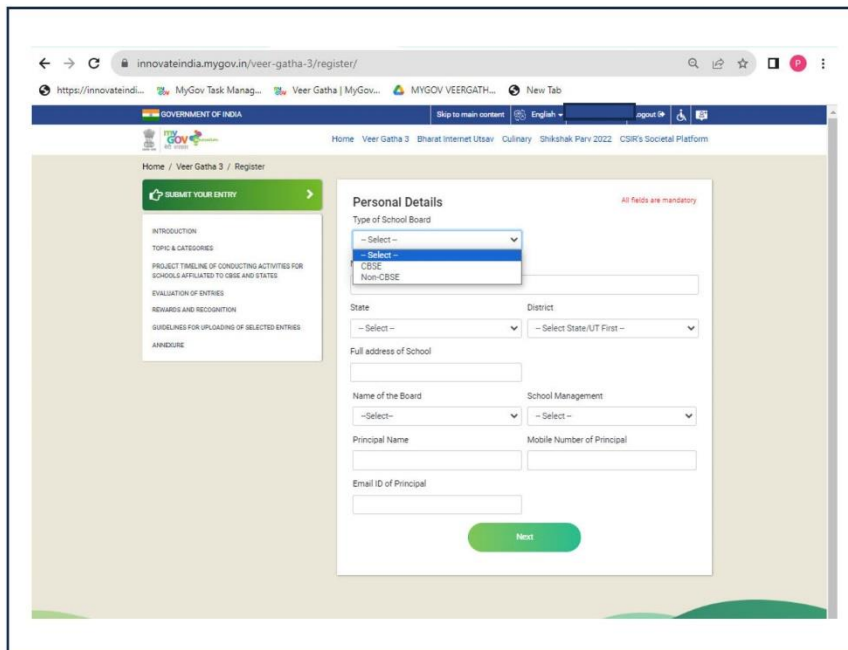 innovateindia.mygov.in/veer-gatha-3/register/
P
https://innovateindi... MyGov Task Manag... Veer Gatha | MyGov... MYGOV VEERGATH... New Tab
GOVERNMENT OF INDIA Skip to main content English ogout
my GOV
Home Veer Gatha 3 Bharat Internet Utsav Culinary Shikshak Parv 2022 CSIR's Societal Platform
Home / Veer Gatha 3 / Register
SUBMIT YOUR ENTRY
INTRODUCTION
TOPIC & CATEGORIES
PROJECT TIMELINE OF CONDUCTING ACTIVITIES FOR
SCHOOLS AFFILIATED TO CBSE AND STATES
EVALUATION OF ENTRIES
REWARDS AND RECOGNITION
GUIDELINES FOR UPLOADING OF SELECTED ENTRIES
ANNEXURE
Personal Details All fields are mandatory
Type of School Board
-- Select --
-- Select --
CBSE
Non-CBSE
State District
-- Select -- -- Select State/UT First --
Full address of School
Name of the Board School Management
--Select-- -- Select --
Principal Name Mobile Number of Principal
Email ID of Principal
Next